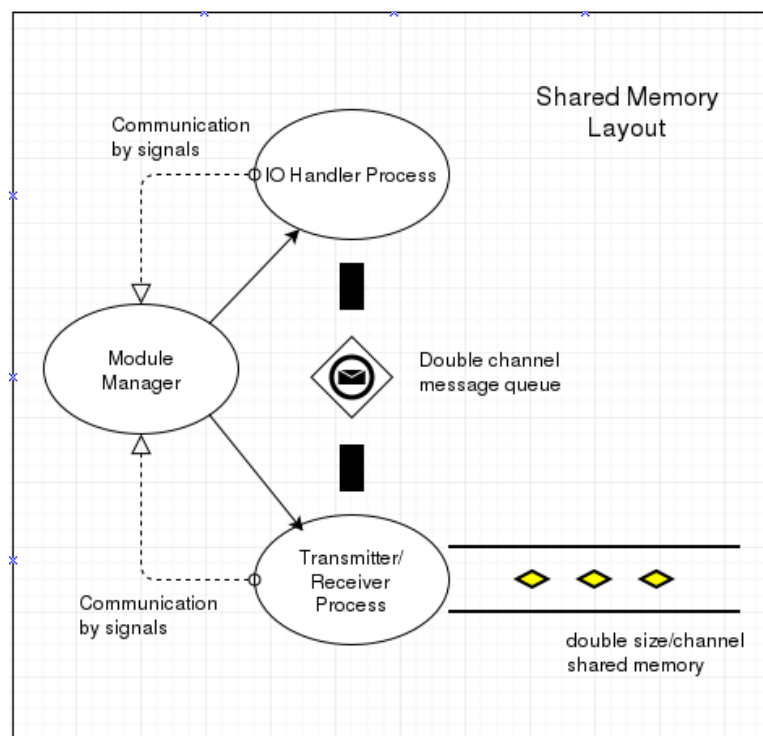 Shared Memory
Layout
Communication
by signals
IO Handler Process
Module
Manager
Double channel
message queue
Transmitter/
Receiver
Process
Communication
by signals
double size/channel
shared memory